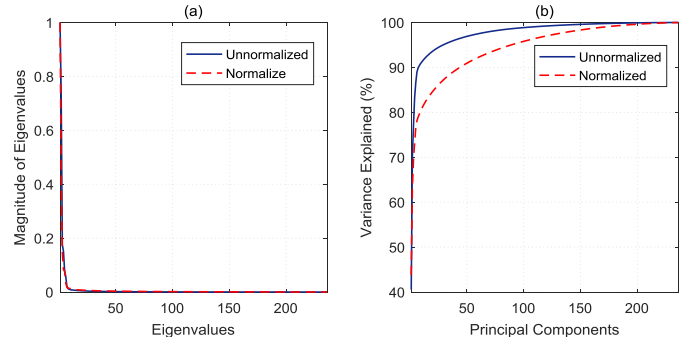 (a)
1
0.8
0.6
0.4
0.2
0
Magnitude of Eigenvalues
Unnormalized
Normalize
50
100
150
200
Eigenvalues
(b)
100
90
80
70
60
50
40
Variance Explained (%)
Unnormalized
Normalized
50
100
150
200
Principal Components